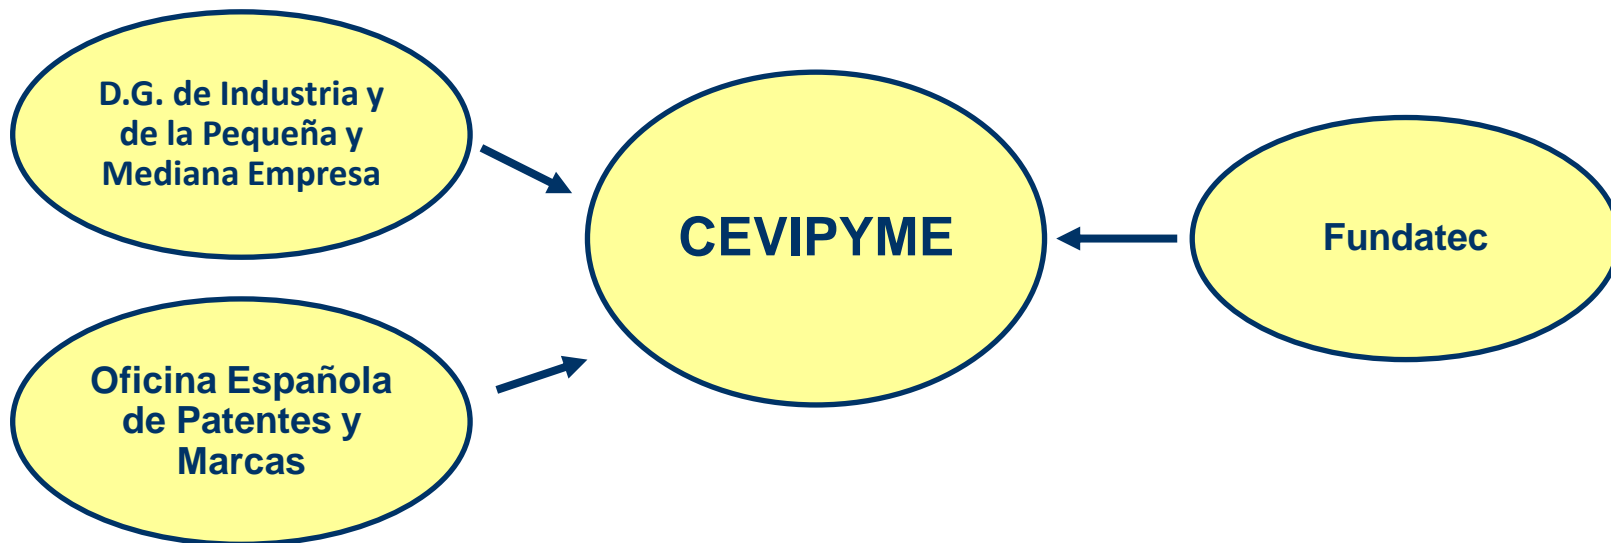 D.G. de Industria y
de la Pequeña y
Mediana Empresa
Oficina Española
de Patentes y
Marcas
CEVIPYME
Fundatec